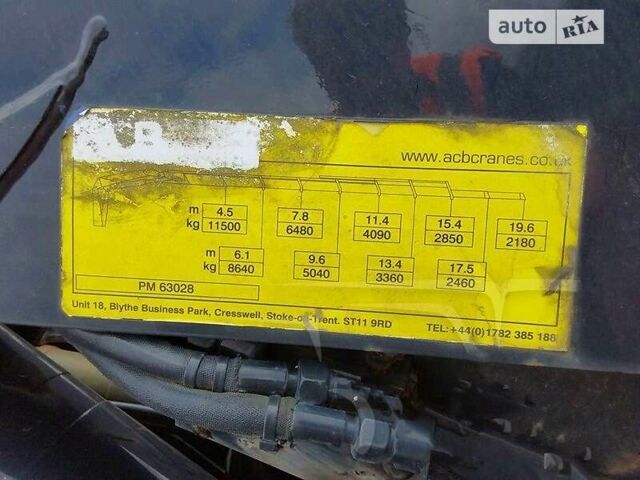 auto RIA
www.acbcranes.co.uk
m 4.5 7.8 11.4 15.4 19.6
kg 11500 6480 4090 2850 2180
m 6.1 9.6 13.4 17.5
kg 8640 5040 3360 2460
PM 63028
Unit 18, Blythe Business Park, Cresswell, Stoke-on-Trent. ST11 9RD
TEL:+44(0)1782 385 188